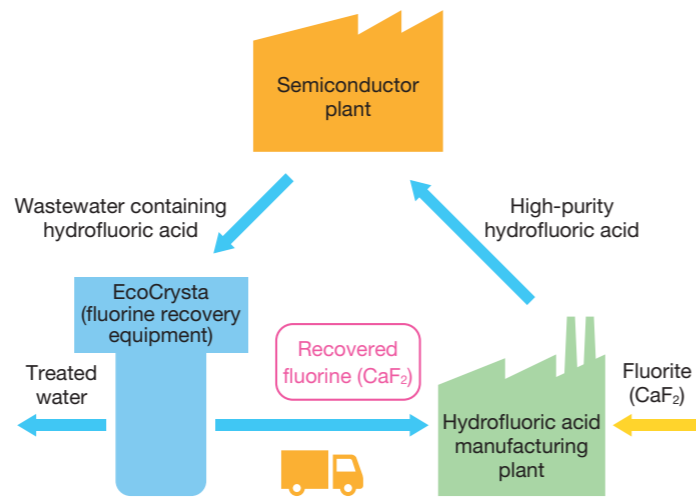 Semiconductor
plant
Wastewater containing
hydrofluoric acid
High-purity
hydrofluoric acid
EcoCrysta
(fluorine recovery
equipment)
Recovered
fluorine (CaF₂)
Treated
water
Fluorite
(CaF₂)
Hydrofluoric acid
manufacturing
plant